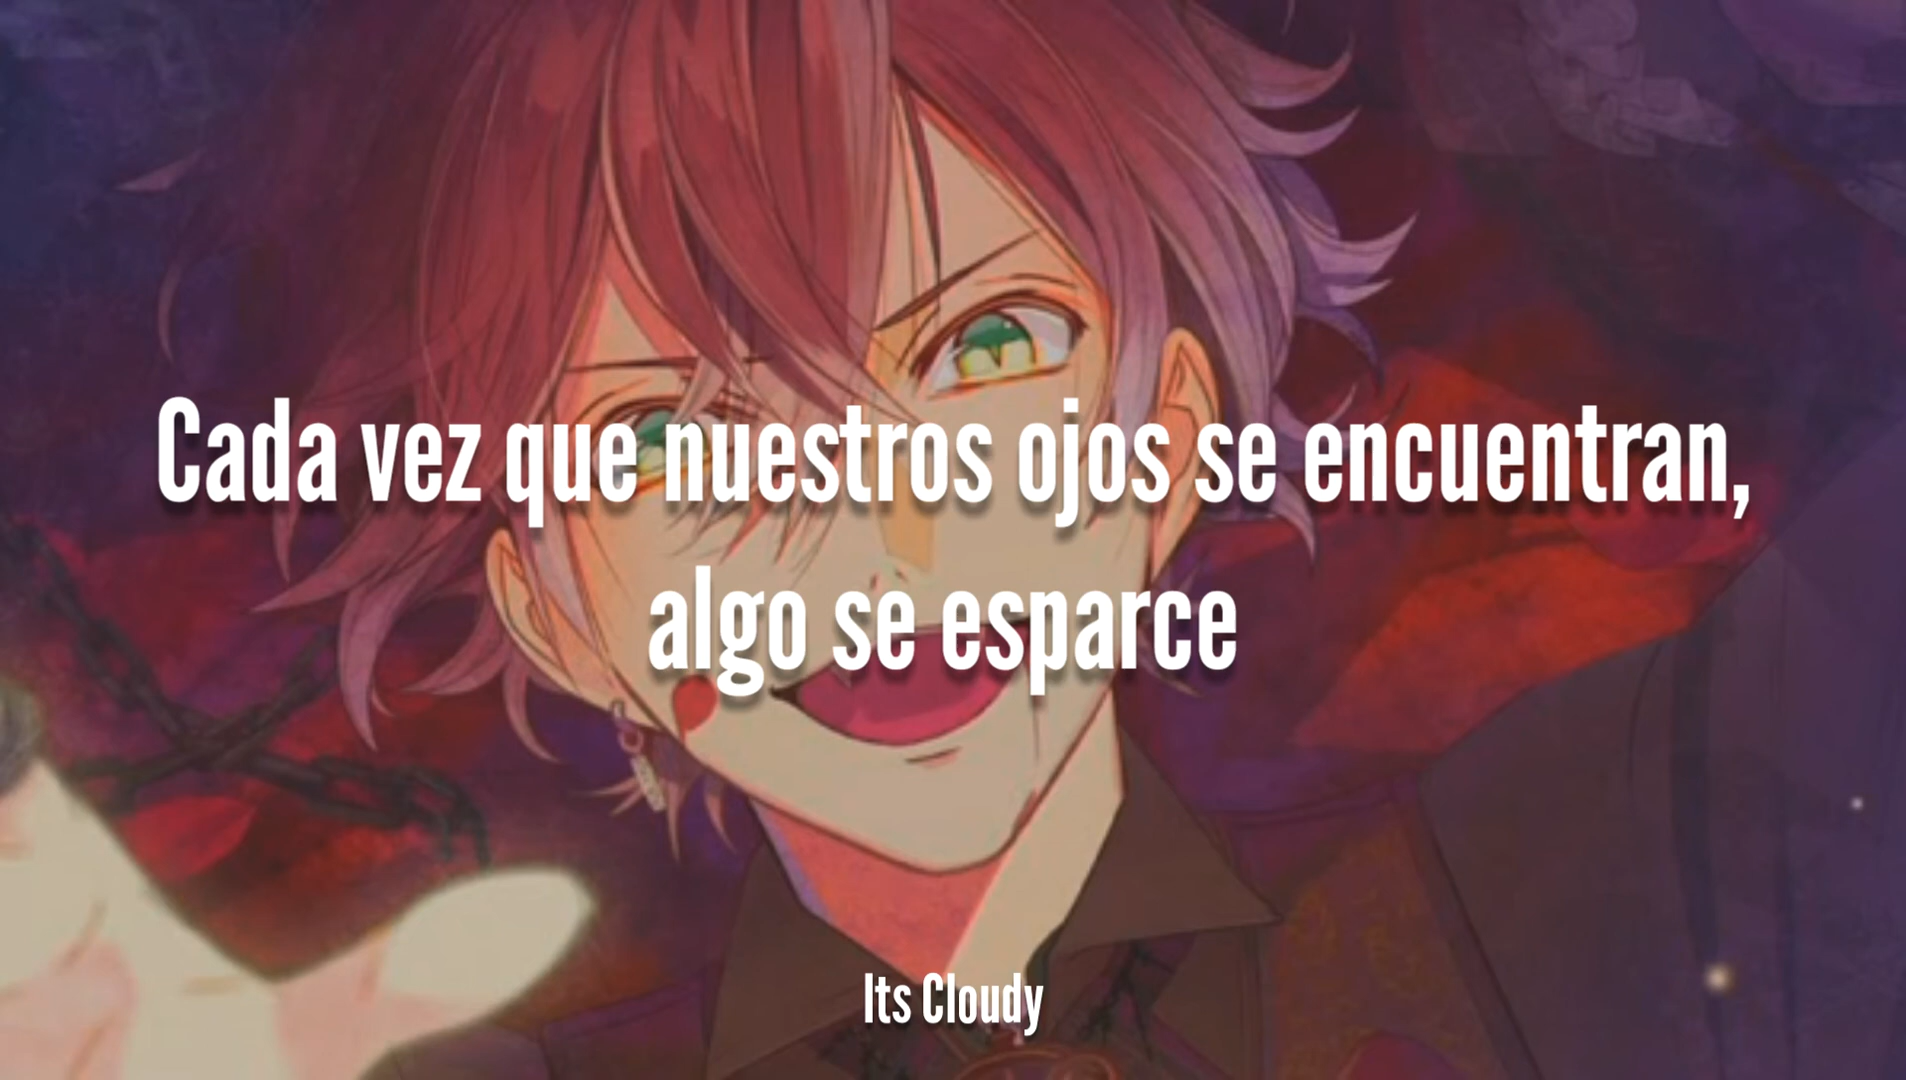 Cada vez que nuestros ojos se encuentran,
algo se esparce
Its Cloudy